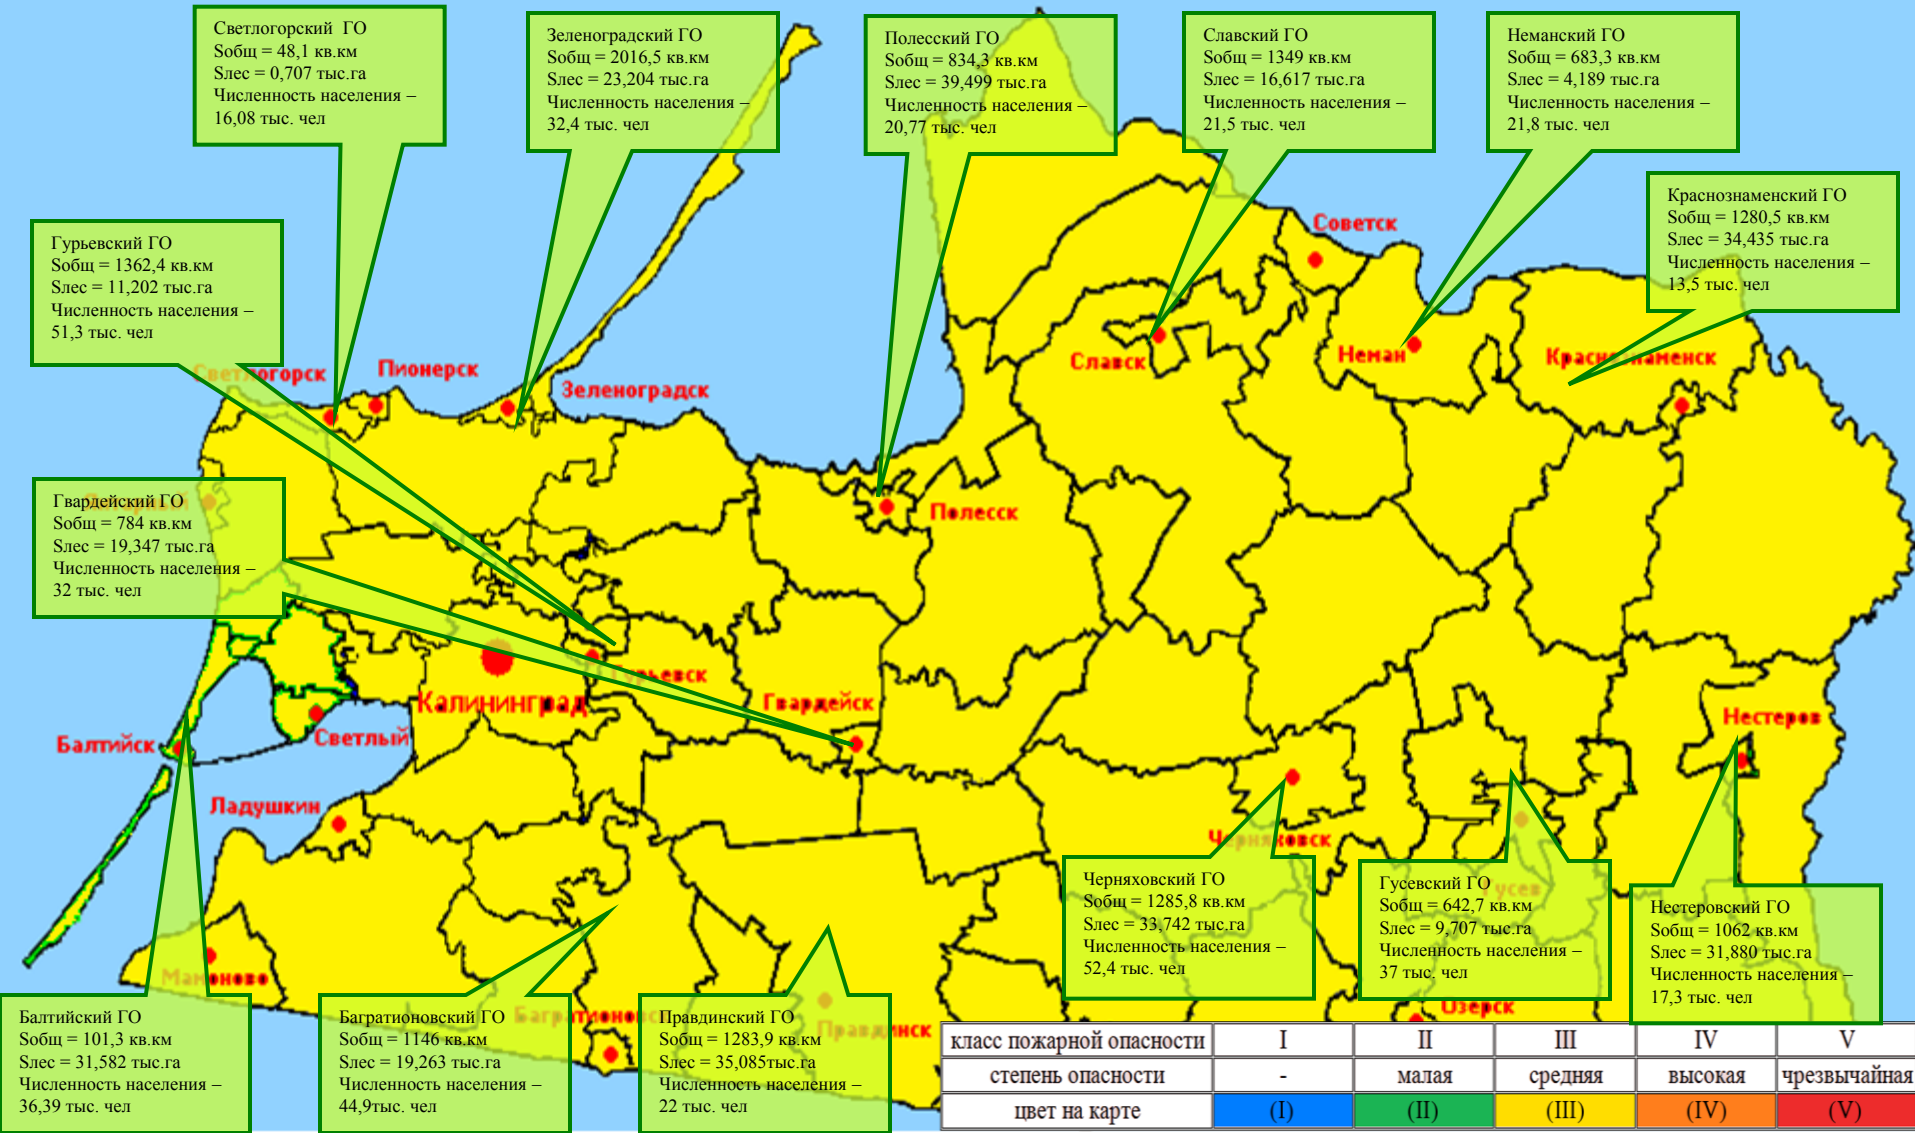 Светлогорский ГО
Sобщ = 48,1 кв.км
Sлес = 0,707 тыс.га
Численность населения –
16,08 тыс. чел
Зеленоградский ГО
Sобщ = 2016,5 кв.км
Sлес = 23,204 тыс.га
Численность населения –
32,4 тыс. чел
Полесский ГО
Sобщ = 834,3 кв.км
Sлес = 39,499 тыс.га
Численность населения –
20,77 тыс. чел
Славский ГО
Sобщ = 1349 кв.км
Sлес = 16,617 тыс.га
Численность населения –
21,5 тыс. чел
Неманский ГО
Sобщ = 683,3 кв.км
Sлес = 4,189 тыс.га
Численность населения –
21,8 тыс. чел
Краснознаменский ГО
Sобщ = 1280,5 кв.км
Sлес = 34,435 тыс.га
Численность населения –
13,5 тыс. чел
Гурьевский ГО
Sобщ = 1362,4 кв.км
Sлес = 11,202 тыс.га
Численность населения –
51,3 тыс. чел
Советск
Славск
Неман
Краснознаменск
Светлогорск
Пионерск
Зеленоградск
Гвардейский ГО
Sобщ = 784 кв.км
Sлес = 19,347 тыс.га
Численность населения –
32 тыс. чел
Полесск
Гурьевск
Калининград
Гвардейск
Нестеров
Балтийск
Светлый
Ладушкин
Черняховск
Гусев
Мамоново
Багратионовск
Правдинск
Озерск
Черняховский ГО
Sобщ = 1285,8 кв.км
Sлес = 33,742 тыс.га
Численность населения –
52,4 тыс. чел
Гусевский ГО
Sобщ = 642,7 кв.км
Sлес = 9,707 тыс.га
Численность населения –
37 тыс. чел
Нестеровский ГО
Sобщ = 1062 кв.км
Sлес = 31,880 тыс.га
Численность населения –
17,3 тыс. чел
Балтийский ГО
Sобщ = 101,3 кв.км
Sлес = 31,582 тыс.га
Численность населения –
36,39 тыс. чел
Багратионовский ГО
Sобщ = 1146 кв.км
Sлес = 19,263 тыс.га
Численность населения –
44,9тыс. чел
Правдинский ГО
Sобщ = 1283,9 кв.км
Sлес = 35,085тыс.га
Численность населения –
22 тыс. чел
класс пожарной опасности I II III IV V
степень опасности - малая средняя высокая чрезвычайная
цвет на карте (I) (II) (III) (IV) (V)